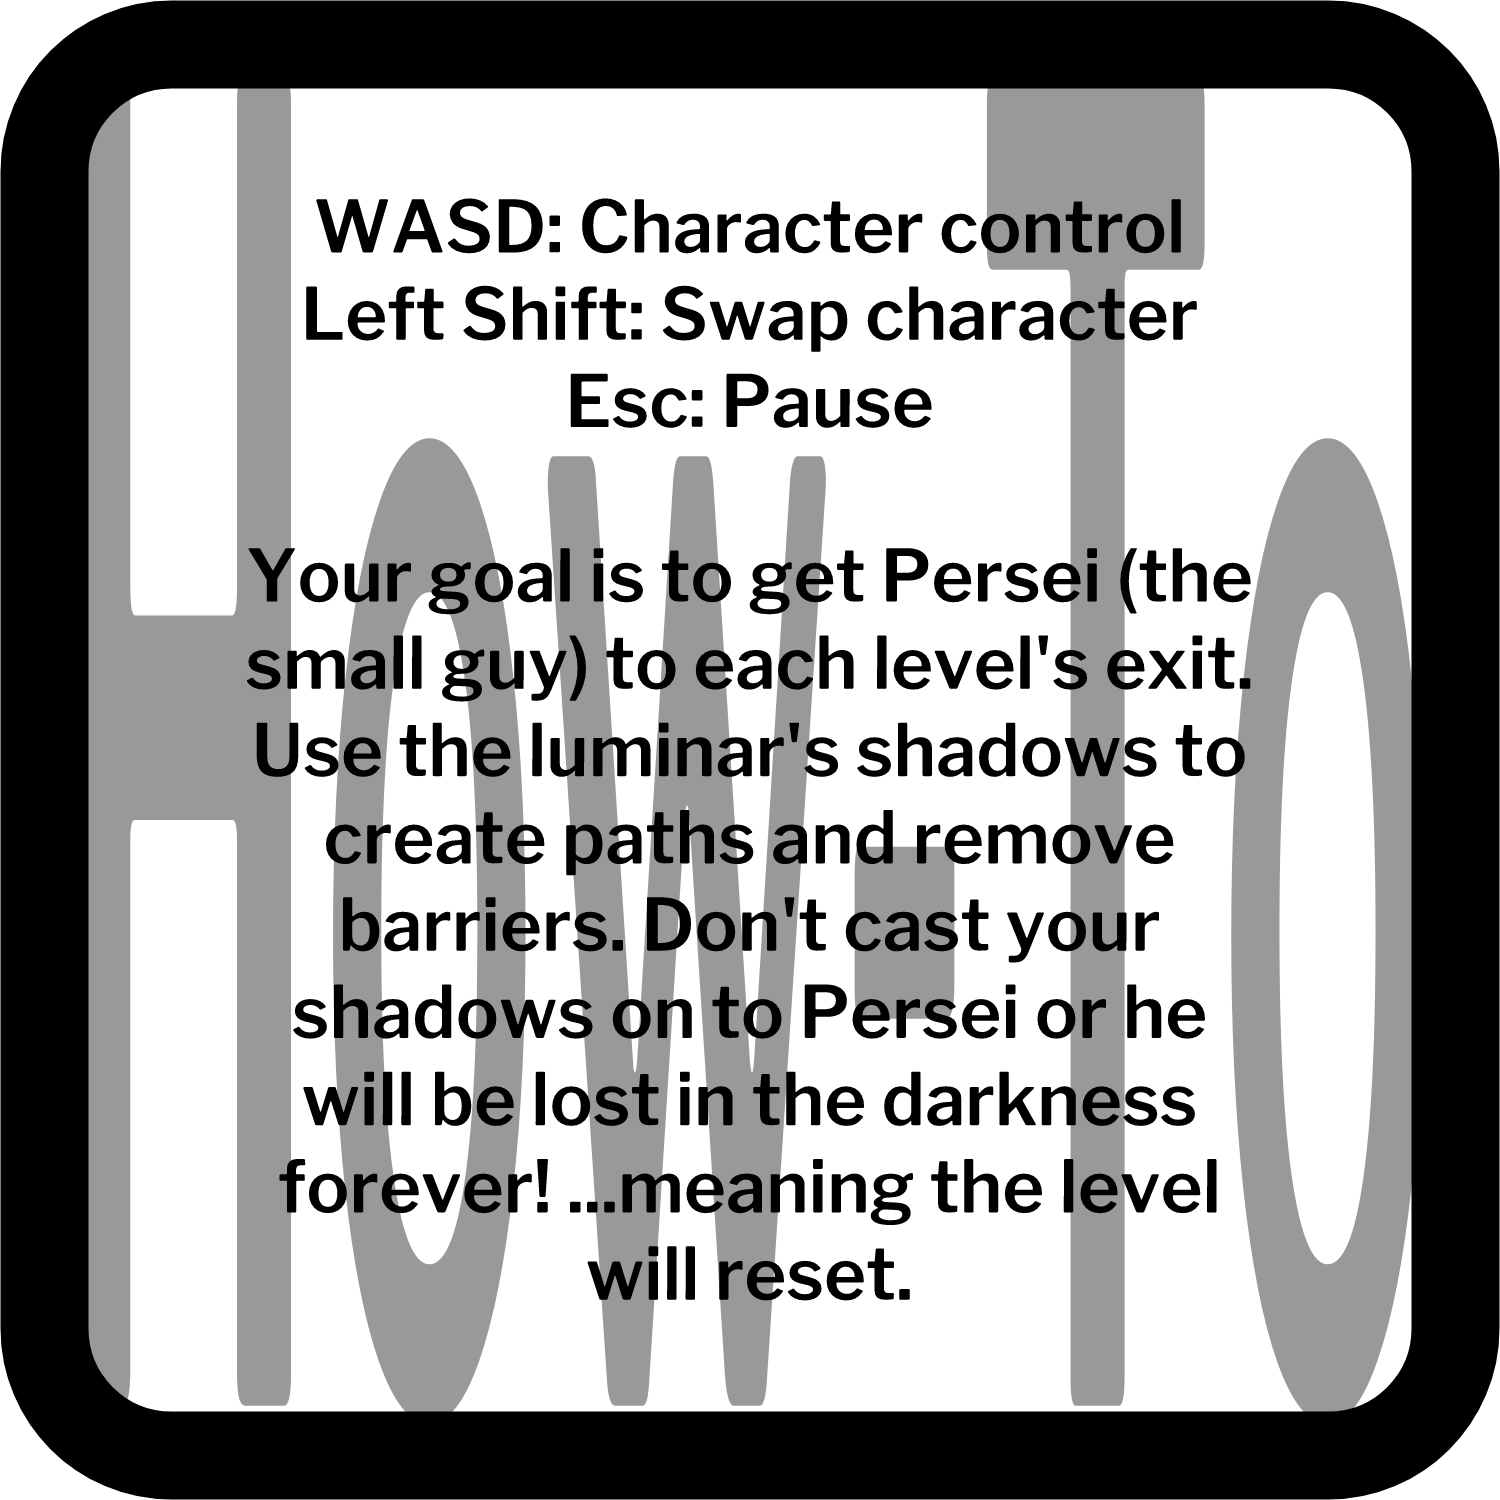 How-To
WASD: Character control
Left Shift: Swap character
Esc: Pause
Your goal is to get Persei (the
small guy) to each level's exit.
Use the luminar's shadows to
create paths and remove
barriers. Don't cast your
shadows on to Persei or he
will be lost in the darkness
forever! ...meaning the level
will reset.